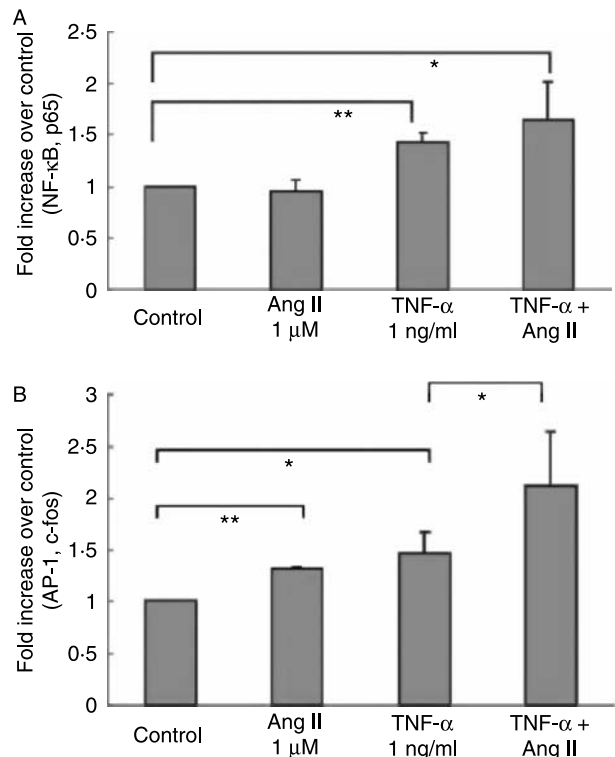 A
Fold increase over control
(NF-κB, p65)
2·5
2
1·5
1
0·5
0
*
**
Control
Ang II
1 μM
TNF-α
1 ng/ml
TNF-α +
Ang II
B
Fold increase over control
(AP-1, c-fos)
3
2·5
2
1·5
1
0·5
0
*
*
**
Control
Ang II
1 μM
TNF-α
1 ng/ml
TNF-α +
Ang II